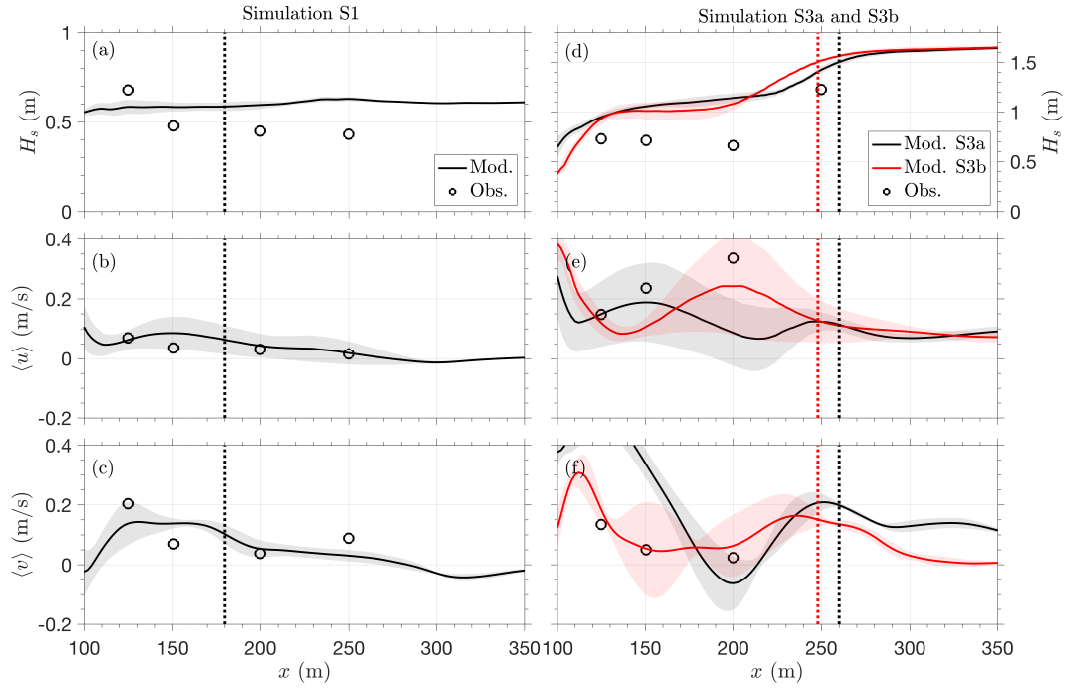 Simulation S1
Simulation S3a and S3b
(a)
(d)
1
0.5
0
H_s (m)
Mod.
Obs.
1.5
1
0.5
0
H_s (m)
Mod. S3a
Mod. S3b
Obs.
(b)
(e)
0.4
0.2
0
-0.2
⟨u⟩ (m/s)
(c)
(f)
0.4
0.2
0
-0.2
⟨v⟩ (m/s)
100 150 200 250 300 350
x (m)
100 150 200 250 300 350
x (m)